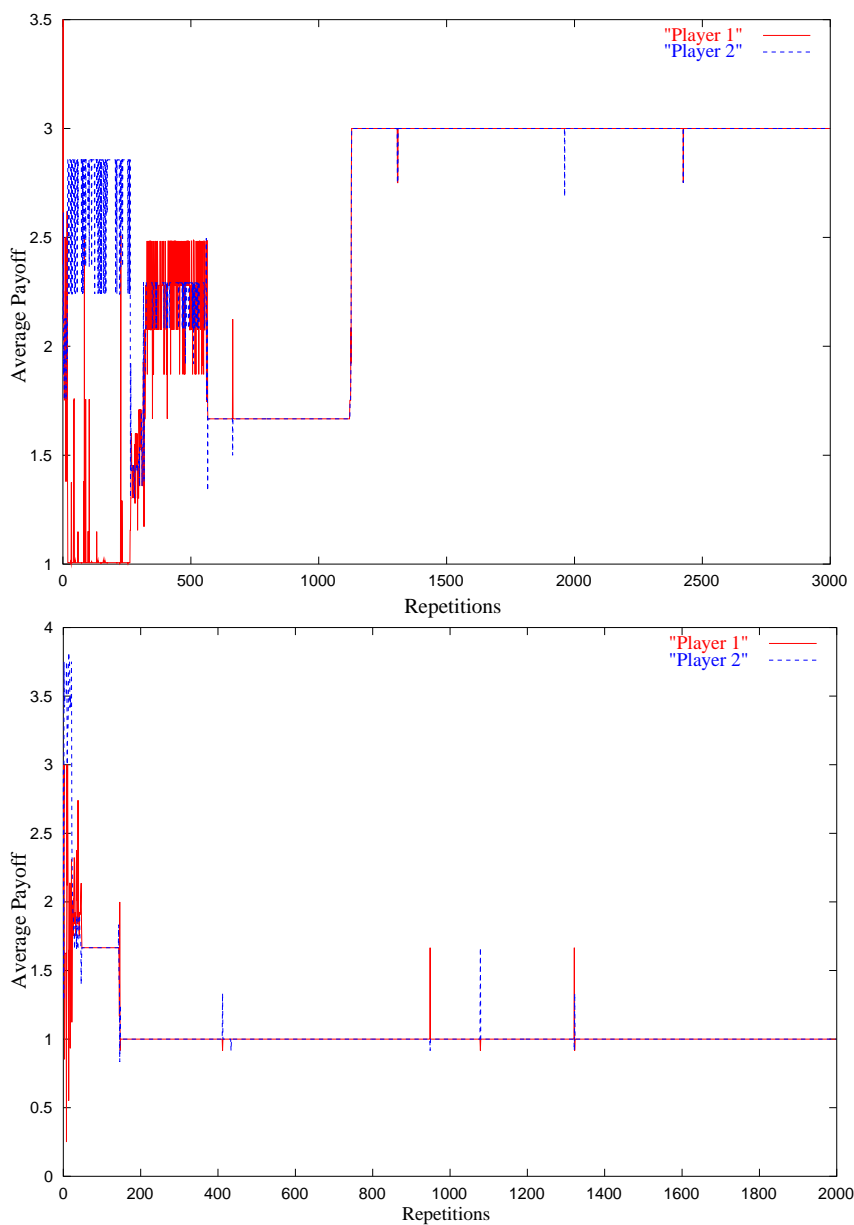 3.5
"Player 1"
"Player 2"
3
2.5
Average Payoff
2
1.5
1
0 500 1000 1500 2000 2500 3000
Repetitions
4
"Player 1"
"Player 2"
3.5
3
2.5
Average Payoff
2
1.5
1
0.5
0
0 200 400 600 800 1000 1200 1400 1600 1800 2000
Repetitions